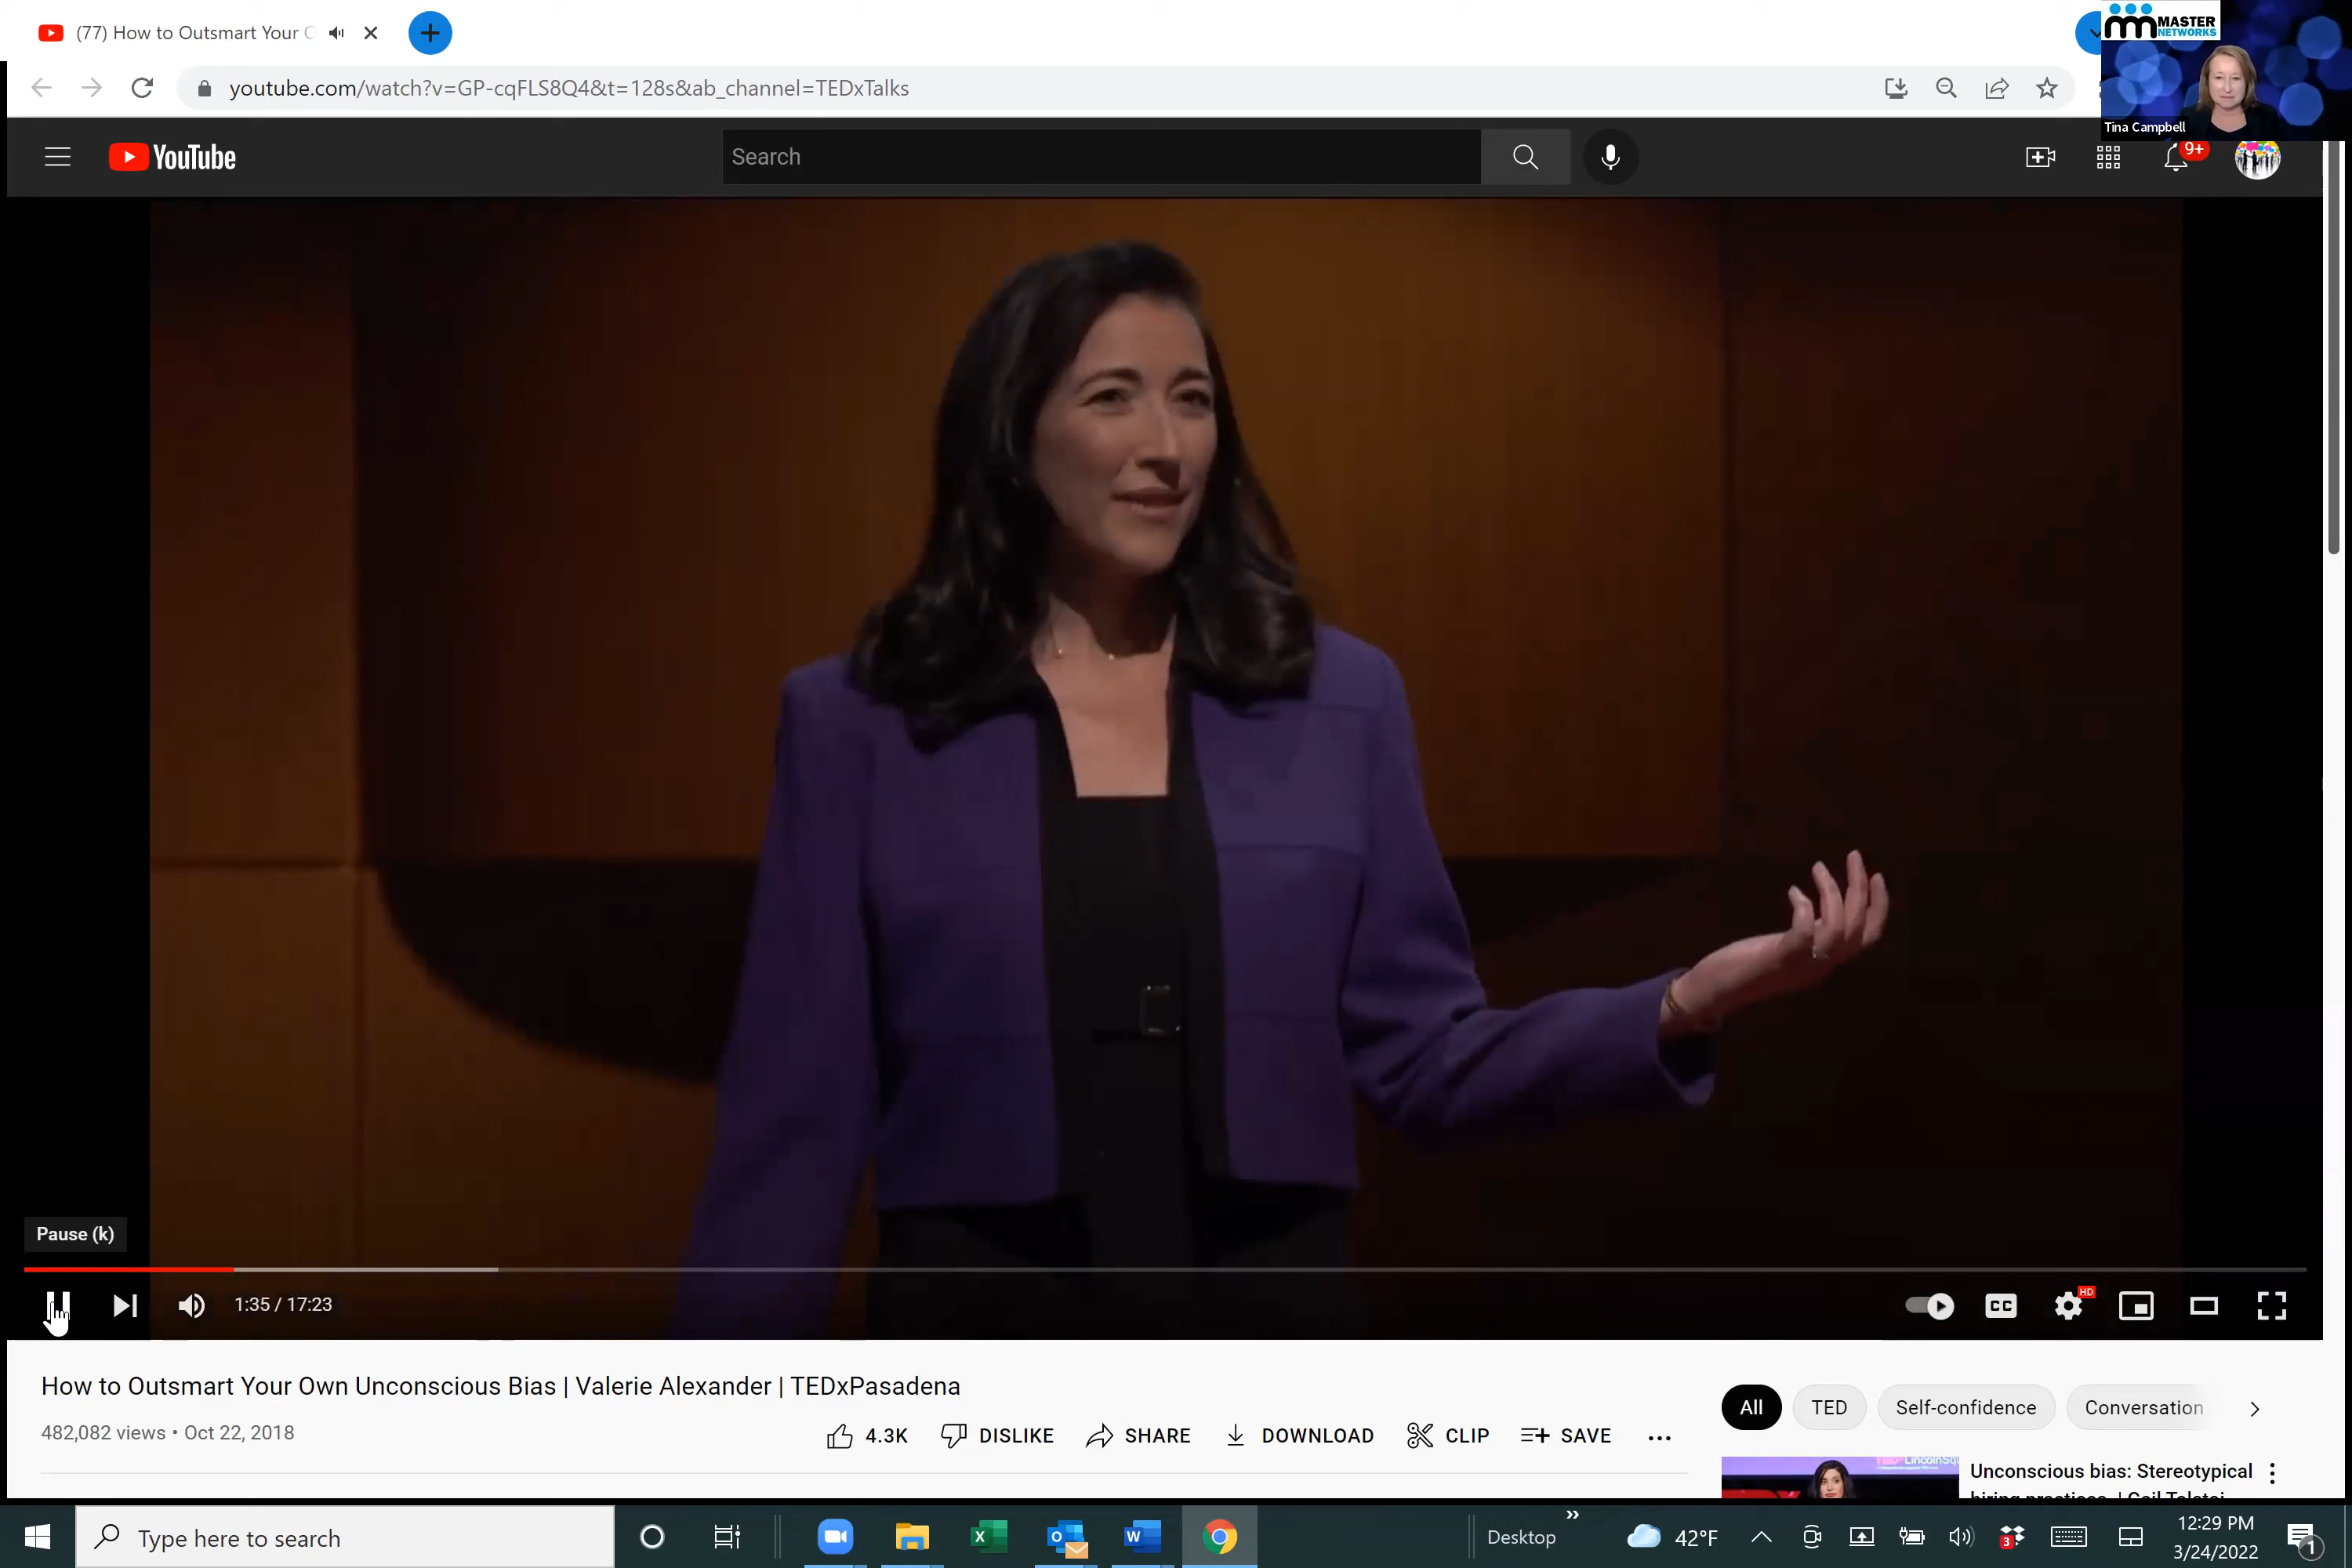 (77) How to Outsmart Your
MASTER
NETWORKS
youtube.com/watch?v=GP-cqFLS8Q4&t=128s&ab_channel=TEDxTalks
Tina Campbell
YouTube
Search
9+
Pause (k)
1:35 / 17:23
CC
HD
How to Outsmart Your Own Unconscious Bias | Valerie Alexander | TEDxPasadena
482,082 views • Oct 22, 2018
4.3K DISLIKE SHARE DOWNLOAD CLIP SAVE
All TED Self-confidence Conversation
Unconscious bias: Stereotypical
Type here to search
Desktop
42°F
3
12:29 PM
3/24/2022
1